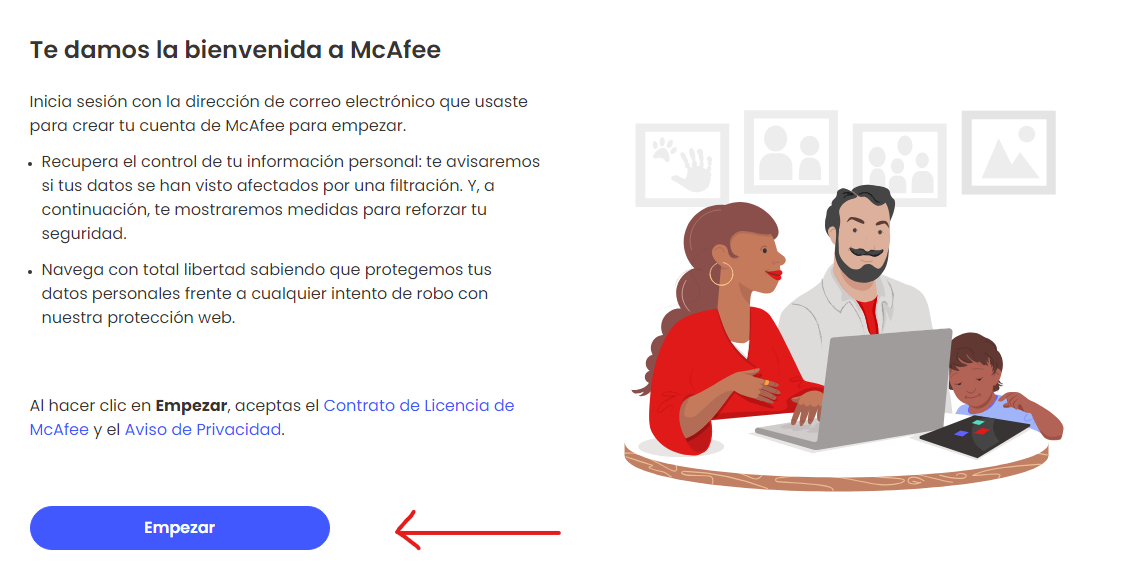 Te damos la bienvenida a McAfee
Inicia sesión con la dirección de correo electrónico que usaste
para crear tu cuenta de McAfee para empezar.
• Recupera el control de tu información personal: te avisaremos
si tus datos se han visto afectados por una filtración. Y, a
continuación, te mostraremos medidas para reforzar tu
seguridad.
• Navega con total libertad sabiendo que protegemos tus
datos personales frente a cualquier intento de robo con
nuestra protección web.
Al hacer clic en Empezar, aceptas el Contrato de Licencia de
McAfee y el Aviso de Privacidad.
Empezar